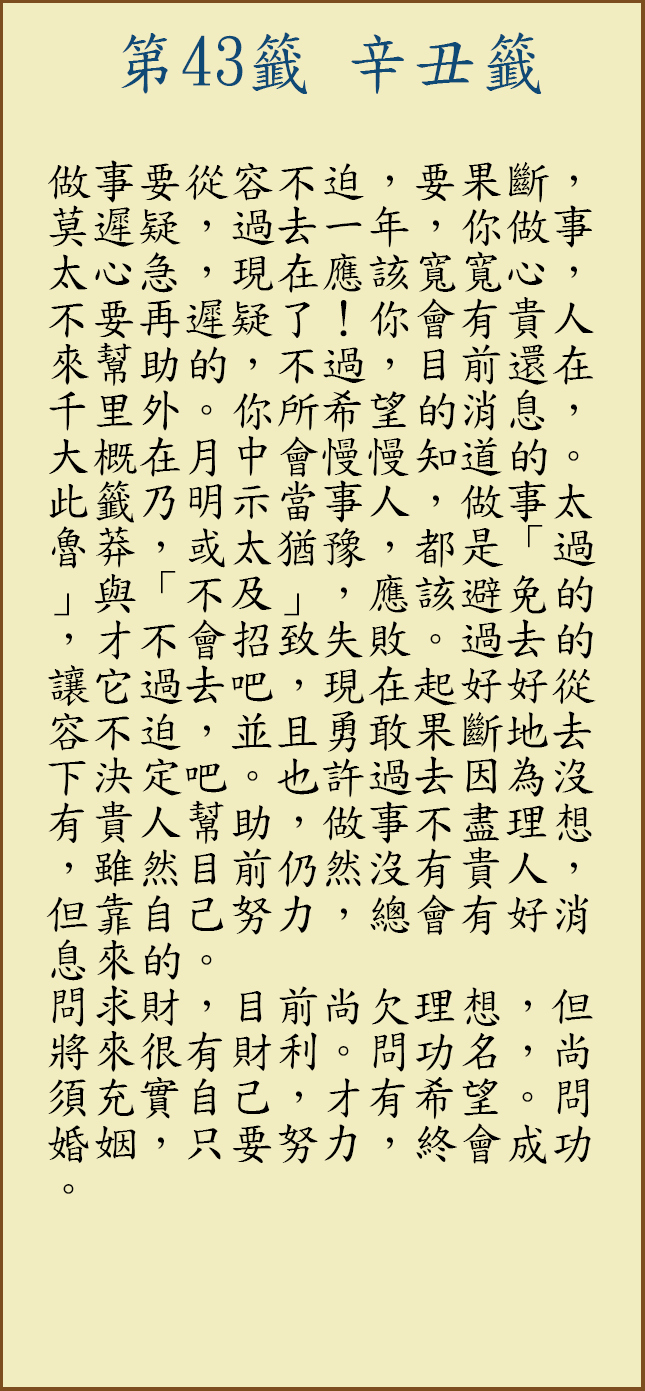 第43籤 辛丑籤
做事要從容不迫，要果斷，
莫遲疑，過去一年，你做事
太心急，現在應該寬寬心，
不要再遲疑了！你會有貴人
來幫助的，不過，目前還在
千里外。你所希望的消息，
大概在月中會慢慢知道的。
此籤乃明示當事人，做事太
魯莽，或太猶豫，都是「過
」與「不及」，應該避免的
，才不會招致失敗。過去的
讓它過去吧，現在起好好從
容不迫，並且勇敢果斷地去
下決定吧。也許過去因為沒
有貴人幫助，做事不盡理想
，雖然目前仍然沒有貴人，
但靠自己努力，總會有好消
息來的。
問求財，目前尚欠理想，但
將來很有財利。問功名，尚
須充實自己，才有希望。問
婚姻，只要努力，終會成功
。